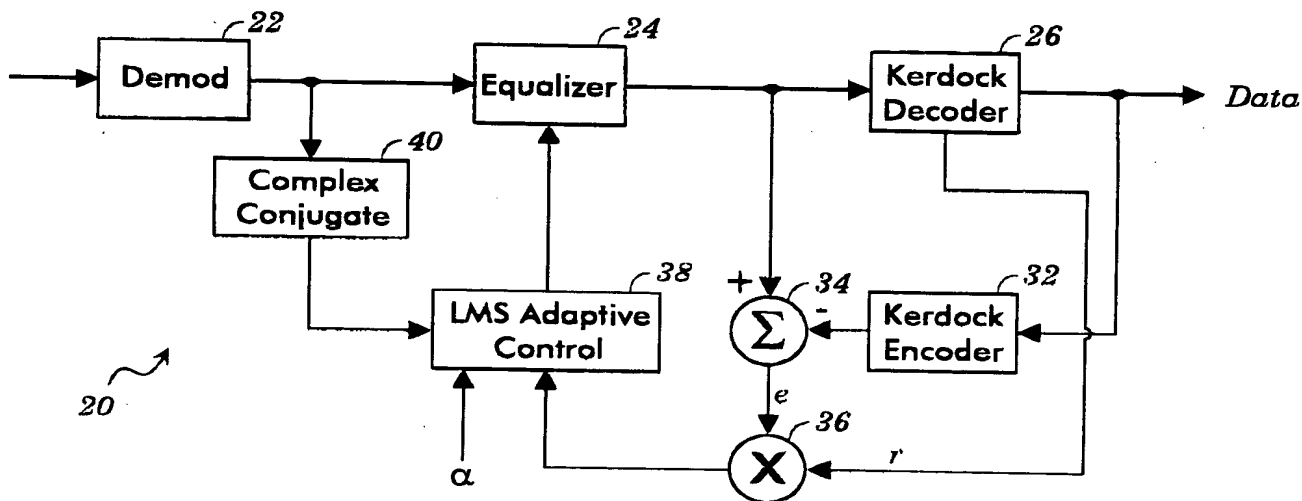 22
Demod
24
Equalizer
26
Kerdock
Decoder
Data
40
Complex
Conjugate
38
LMS Adaptive
Control
+
34
Σ
-
32
Kerdock
Encoder
20
α
e
36
X
r